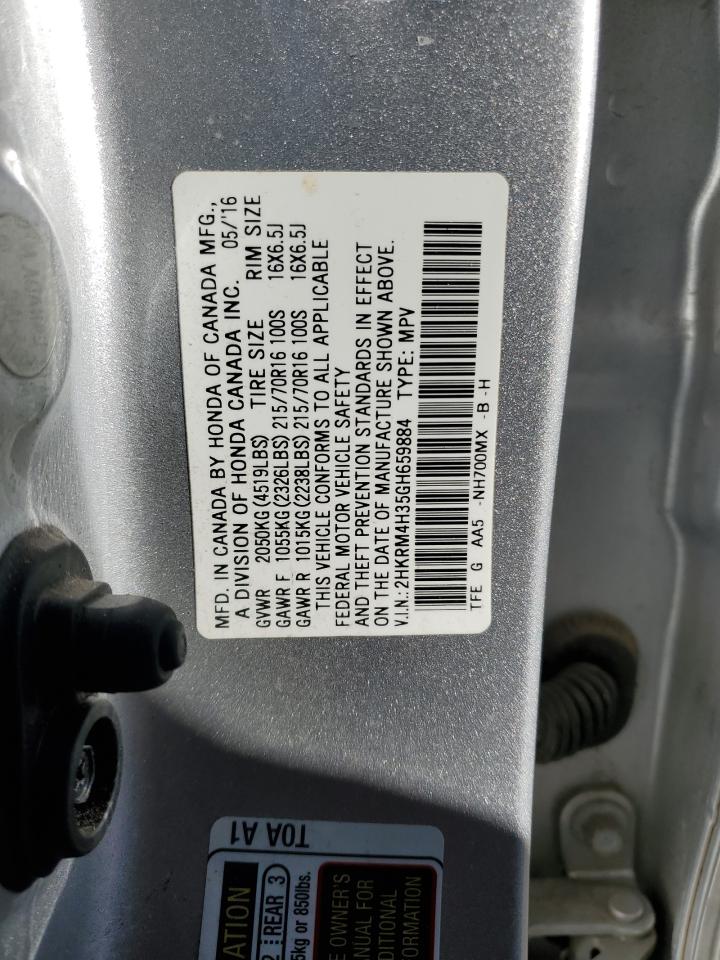 MFD. IN CANADA BY HONDA OF CANADA MFG.,
A DIVISION OF HONDA CANADA INC. 05/'16
GVWR 2050KG(4519LBS) TIRE SIZE RIM SIZE
GAWR F 1055KG(2326LBS) 215/70R16 100S 16X6.5J
GAWR R 1015KG(2238LBS) 215/70R16 100S 16X6.5J
THIS VEHICLE CONFORMS TO ALL APPLICABLE
FEDERAL MOTOR VEHICLE SAFETY
AND THEFT PREVENTION STANDARDS IN EFFECT
ON THE DATE OF MANUFACTURE SHOWN ABOVE.
V.I.N.: 2HKRM4H35GH659884 TYPE: MPV
TFE G AA5 -NH700MX -B -H
T0A A1
REAR 3
or 850lbs.
OWNER'S
FOR